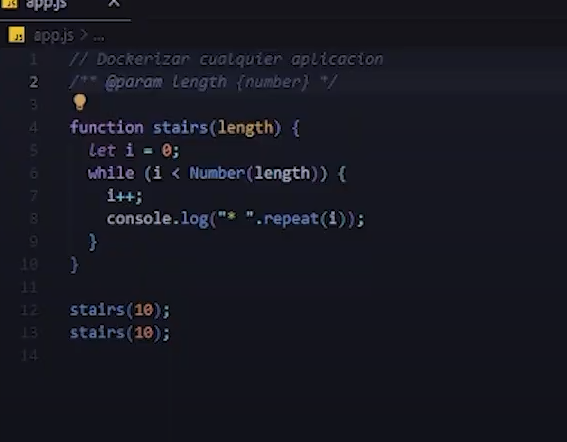 JS app.js X
JS app.js > ...
1 // Dockerizar cualquier aplicacion
2 /** @param length {number} */
3
4 function stairs(length) {
5 let i = 0;
6 while (i < Number(length)) {
7 i++;
8 console.log("* ".repeat(i));
9 }
10 }
11
12 stairs(10);
13 stairs(10);
14